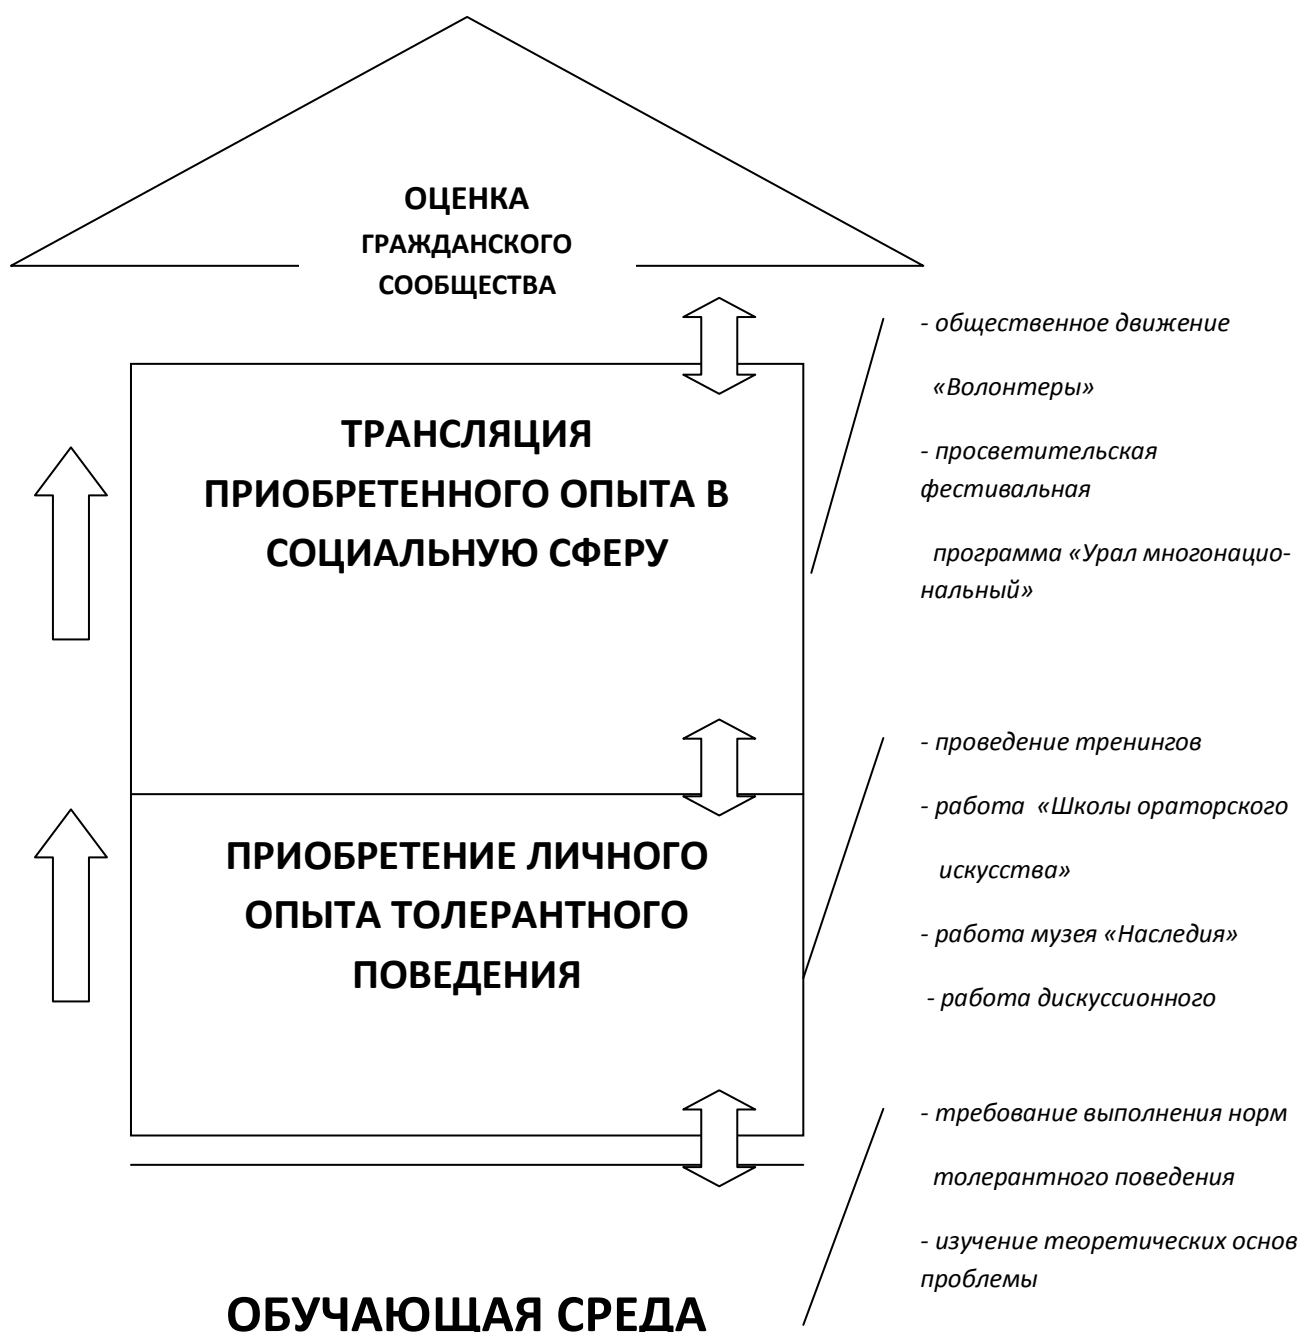 ОЦЕНКА
ГРАЖДАНСКОГО
СООБЩЕСТВА
- общественное движение
«Волонтеры»
- просветительская
фестивальная
программа «Урал многонацио-
нальный»
ТРАНСЛЯЦИЯ
ПРИОБРЕТЕННОГО ОПЫТА В
СОЦИАЛЬНУЮ СФЕРУ
- проведение тренингов
- работа «Школы ораторского
искусства»
- работа музея «Наследия»
- работа дискуссионного
ПРИОБРЕТЕНИЕ ЛИЧНОГО
ОПЫТА ТОЛЕРАНТНОГО
ПОВЕДЕНИЯ
- требование выполнения норм
толерантного поведения
- изучение теоретических основ
проблемы
ОБУЧАЮЩАЯ СРЕДА